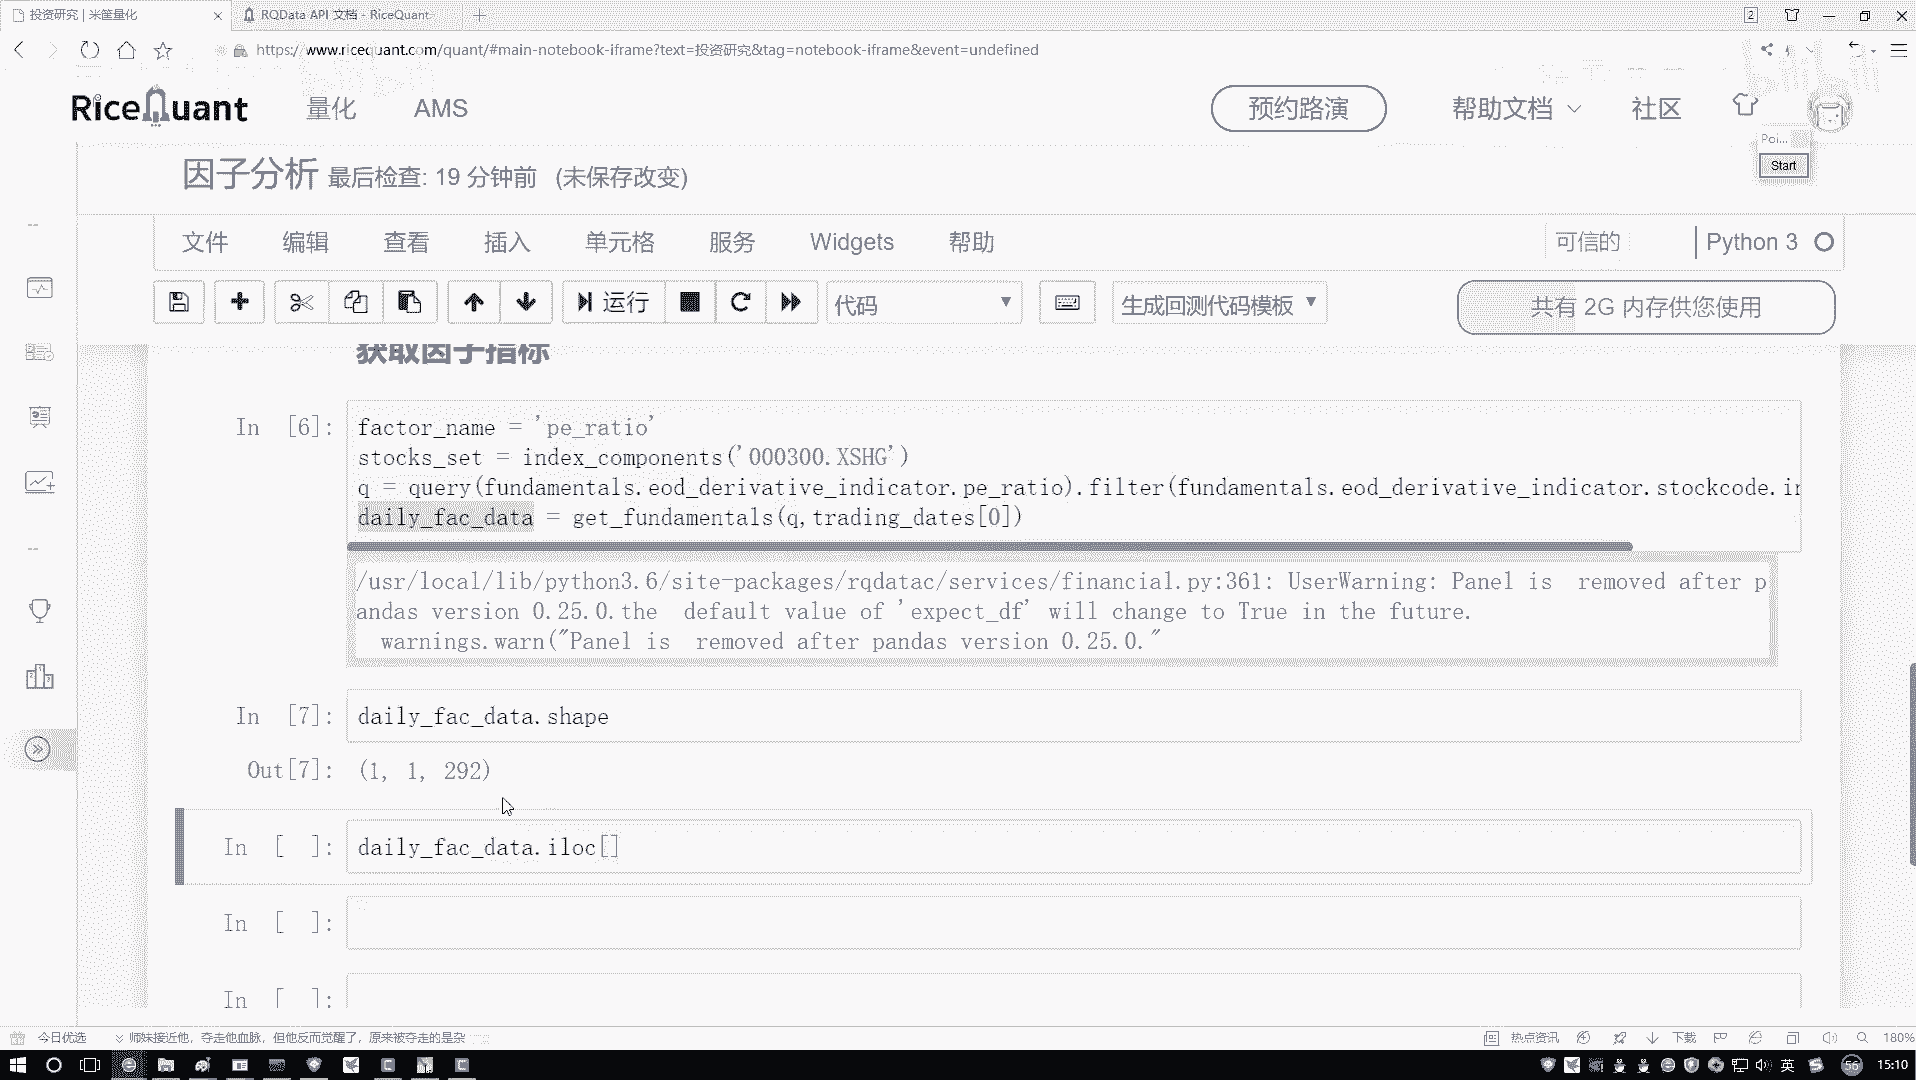 投资研究 | 米筐量化
RQData API 文档 - RiceQuant
2
https://www.ricequant.com/quant/#main-notebook-iframe?text=投资研究&tag=notebook-iframe&event=undefined
RiceQuant
量化
AMS
预约路演
帮助文档
社区
Poi...
Start
因子分析 最后检查: 19 分钟前 (未保存改变)
文件
编辑
查看
插入
单元格
服务
Widgets
帮助
可信的
Python 3
运行
代码
生成回测代码模板
共有 2G 内存供您使用
获取因子指标
In [6]:
factor_name = 'pe_ratio'
stocks_set = index_components('000300.XSHG')
q = query(fundamentals.eod_derivative_indicator.pe_ratio).filter(fundamentals.eod_derivative_indicator.stockcode.in
daily_fac_data = get_fundamentals(q,trading_dates[0])
/usr/local/lib/python3.6/site-packages/rqdatac/services/financial.py:361: UserWarning: Panel is  removed after p
andas version 0.25.0.the  default value of 'expect_df' will change to True in the future.
  warnings.warn("Panel is  removed after pandas version 0.25.0."
In [7]:
daily_fac_data.shape
Out[7]:
(1, 1, 292)
In [ ]:
daily_fac_data.iloc[]
In [ ]:
In [ ]:
今日优选
师妹接近他，夺走他血脉，但他反而觉醒了，原来被夺走的是杂
热点资讯
下载
180%
英
56
15:10